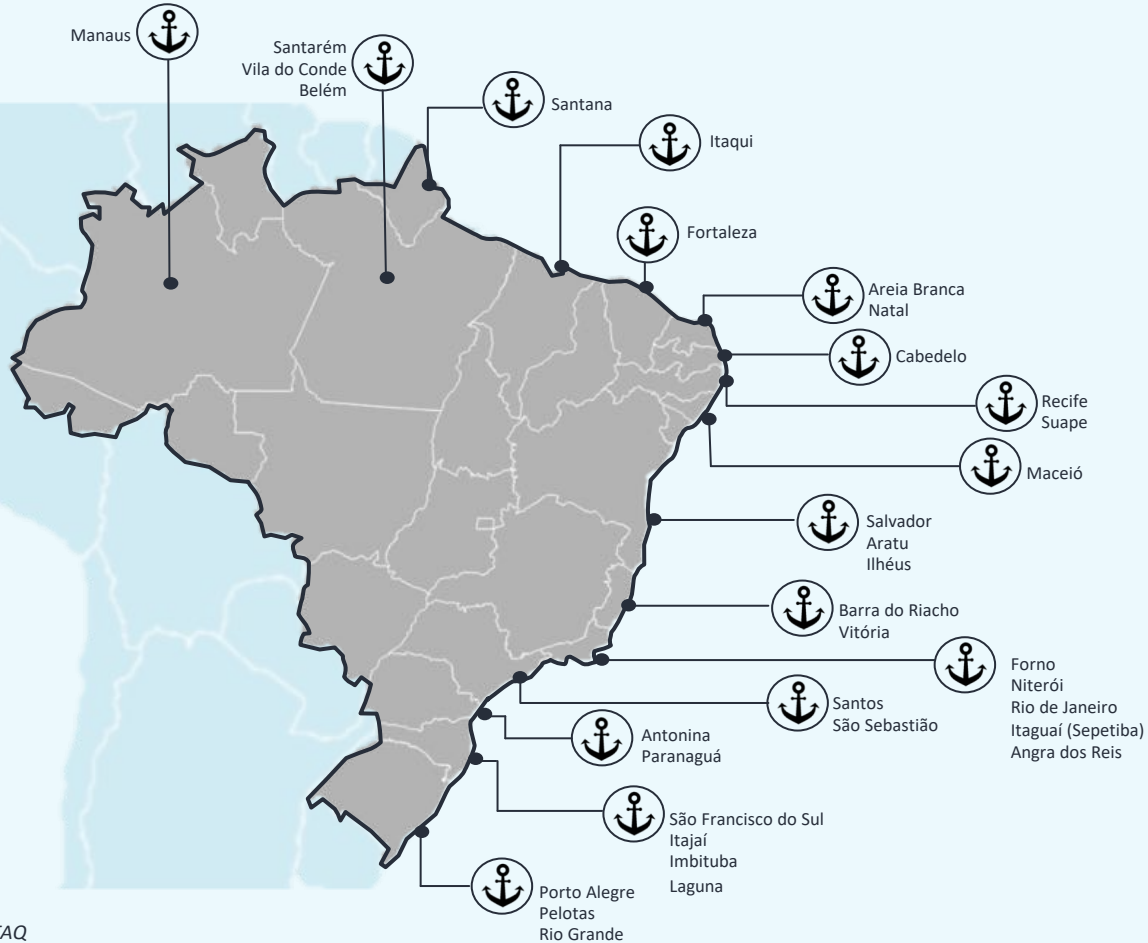 Manaus
Santarém
Vila do Conde
Belém
Santana
Itaqui
Fortaleza
Areia Branca
Natal
Cabedelo
Recife
Suape
Maceió
Salvador
Aratu
Ilhéus
Barra do Riacho
Vitória
Forno
Niterói
Rio de Janeiro
Itaguaí (Sepetiba)
Angra dos Reis
Santos
São Sebastião
Antonina
Paranaguá
São Francisco do Sul
Itajaí
Imbituba
Laguna
Porto Alegre
Pelotas
Rio Grande